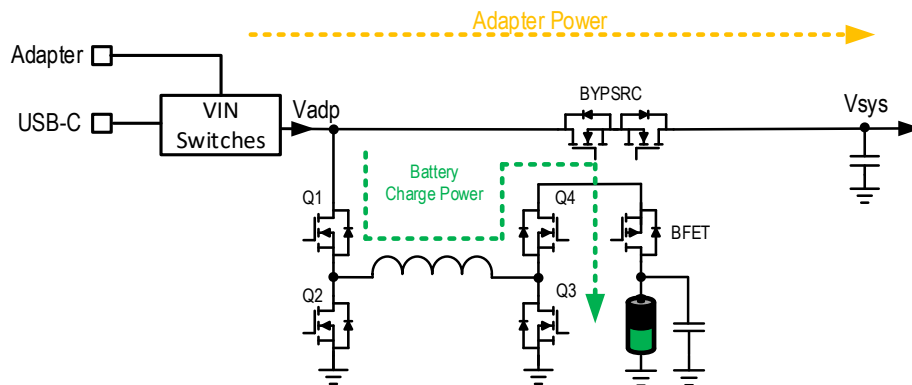 Adapter Power
Adapter
USB-C
VIN
Switches
Vadp
BYPSRC
Vsys
Battery
Charge Power
Q1
Q4
BFET
Q2
Q3